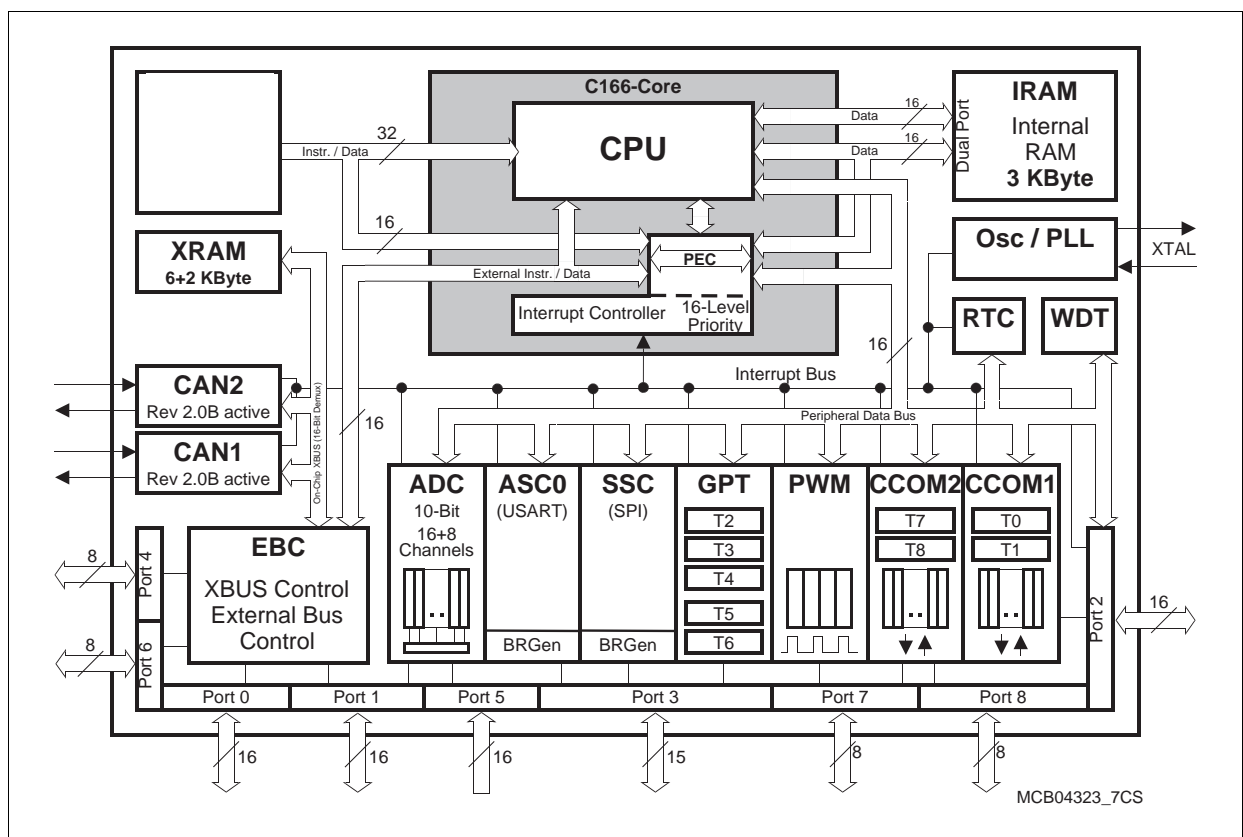 C166-Core
CPU
IRAM
Internal
RAM
3 KByte
Dual Port
16
Data
16
Data
32
Instr. / Data
16
XRAM
6+2 KByte
External Instr. / Data
PEC
Interrupt Controller
16-Level
Priority
Osc / PLL
XTAL
RTC
WDT
16
Interrupt Bus
Peripheral Data Bus
CAN2
Rev 2.0B active
CAN1
Rev 2.0B active
On-Chip XBUS (16-Bit Demux)
16
EBC
XBUS Control
External Bus
Control
ADC
10-Bit
16+8
Channels
ASC0
(USART)
BRGen
SSC
(SPI)
BRGen
GPT
T2
T3
T4
T5
T6
PWM
CCOM2
T7
T8
CCOM1
T0
T1
8
Port 4
8
Port 6
Port 2
16
Port 0
Port 1
Port 5
Port 3
Port 7
Port 8
16
16
16
15
8
8
MCB04323_7CS